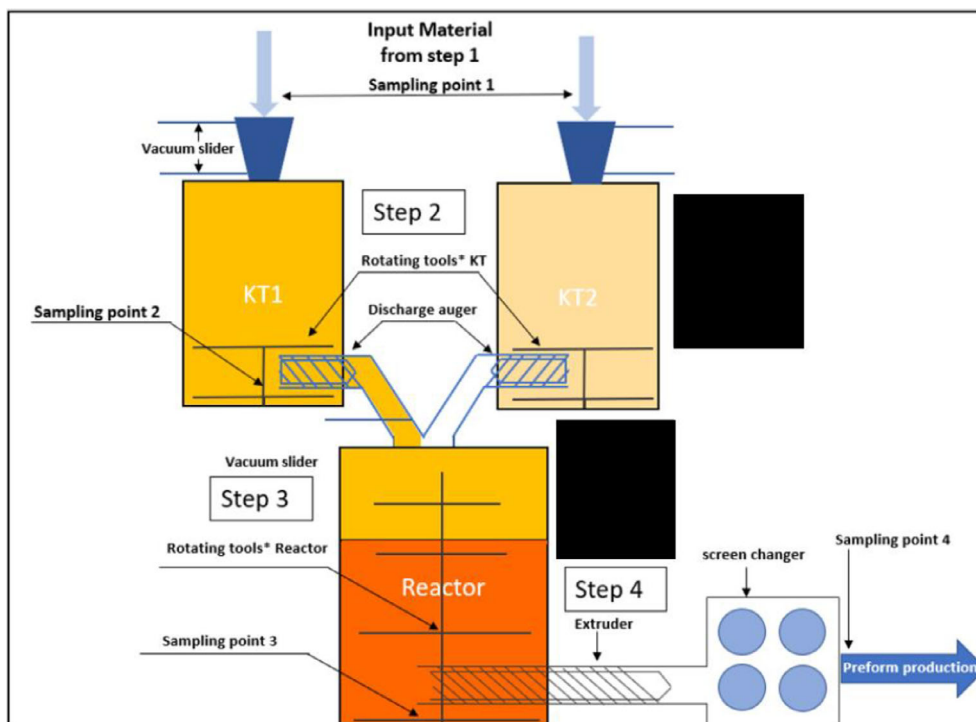 Input Material
from step 1
Sampling point 1
Vacuum slider
Step 2
Rotating tools* KT
KT1
KT2
Sampling point 2
Discharge auger
Vacuum slider
Step 3
Rotating tools* Reactor
Reactor
Step 4
Sampling point 3
Extruder
screen changer
Sampling point 4
Preform production